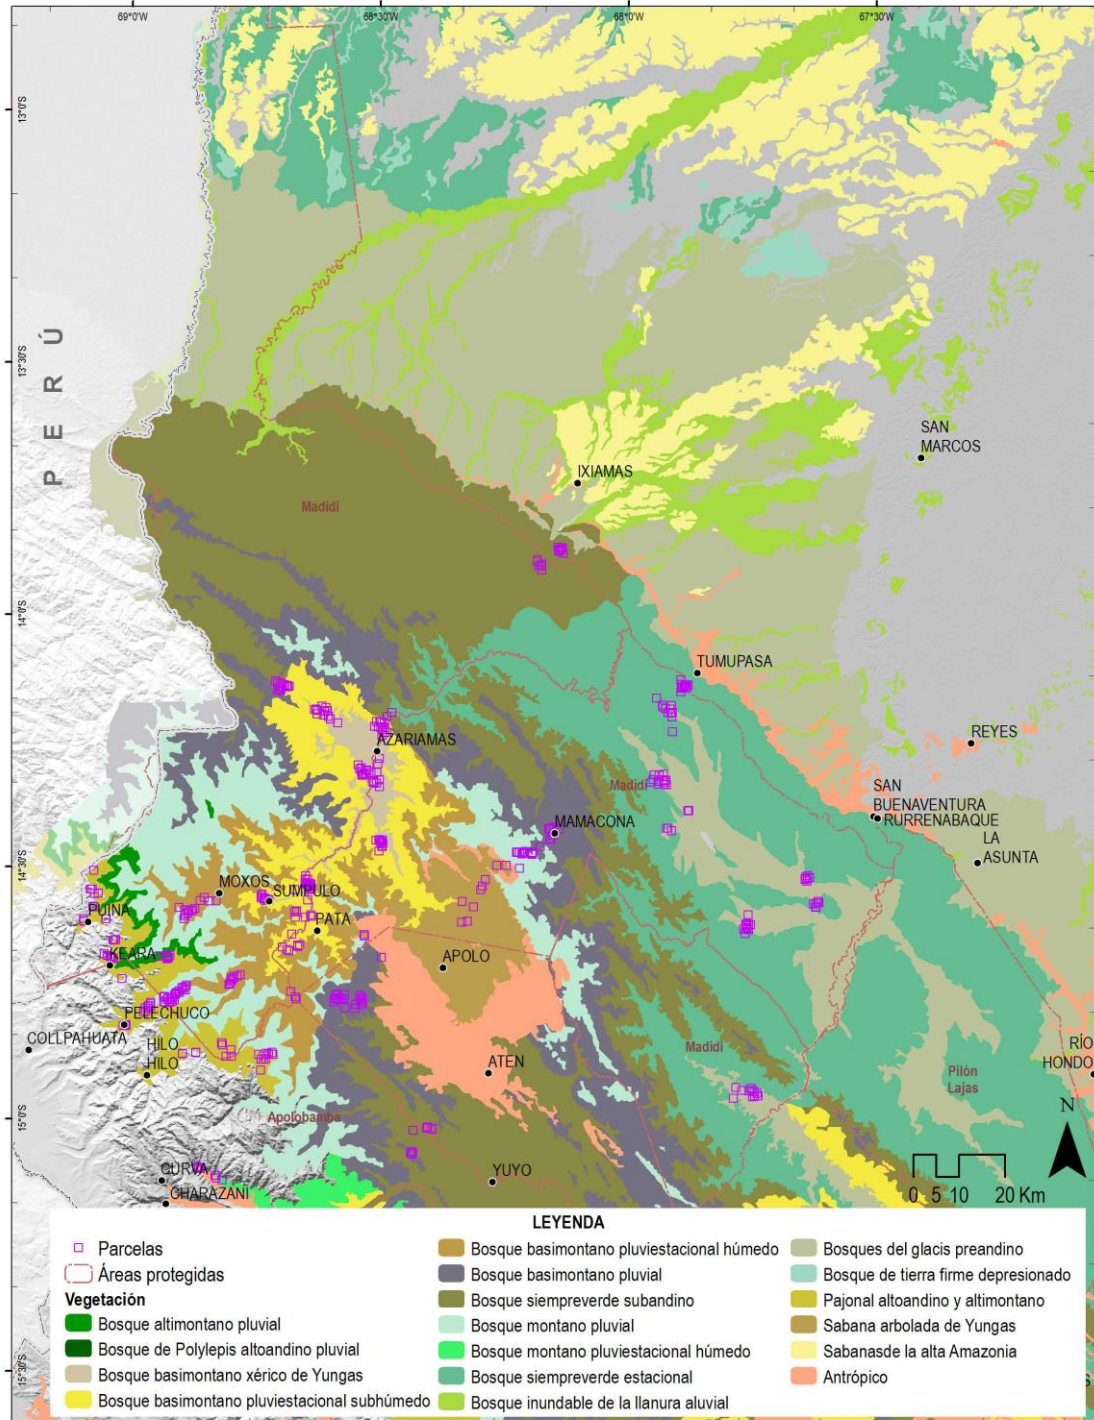 69°0'W
68°30'W
68°0'W
67°30'W
13°0'S
13°30'S
14°0'S
14°30'S
15°0'S
15°30'S
PERÚ
SAN
MARCOS
IXIAMAS
Madidi
TUMUPASA
REYES
AZARIAMAS
Madidi
SAN
BUENAVENTURA
RURRENABAQUE
MAMACONA
LA
ASUNTA
MOXOS
SUMPULO
PUINA
PATA
KEARA
APOLO
PELECHUCO
COLLPAHUATA
HILO
HILO
ATEN
Madidi
RÍO
HONDO
Pilón
Lajas
Apolobamba
N
CURVA
YUYO
CHARAZANI
0 5 10 20 Km
LEYENDA
Parcelas
Áreas protegidas
Vegetación
Bosque altimontano pluvial
Bosque de Polylepis altoandino pluvial
Bosque basimontano xérico de Yungas
Bosque basimontano pluviestacional subhúmedo
Bosque basimontano pluviestacional húmedo
Bosque basimontano pluvial
Bosque siempreverde subandino
Bosque montano pluvial
Bosque montano pluviestacional húmedo
Bosque siempreverde estacional
Bosque inundable de la llanura aluvial
Bosques del glacis preandino
Bosque de tierra firme depresionado
Pajonal altoandino y altimontano
Sabana arbolada de Yungas
Sabanasde la alta Amazonia
Antrópico